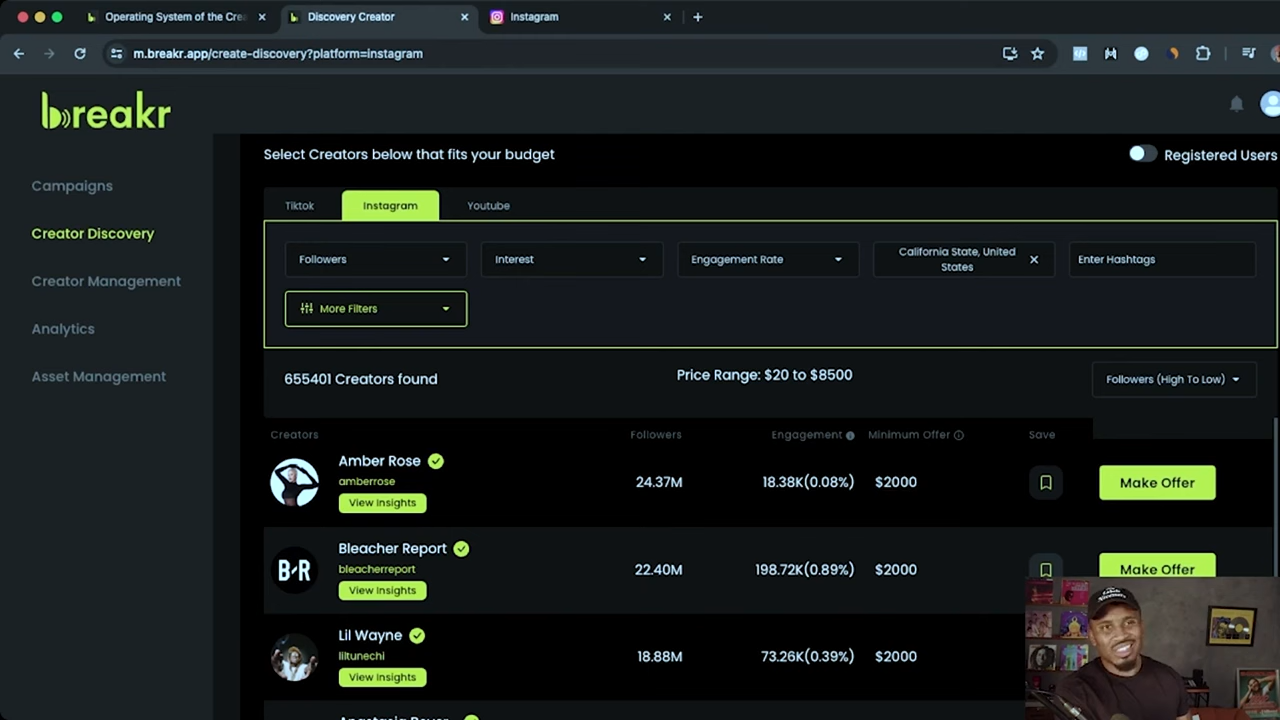 Operating System of the Crea
Discovery Creator
Instagram
m.breakr.app/create-discovery?platform=instagram
breakr
Select Creators below that fits your budget
Registered Users
Campaigns
Creator Discovery
Creator Management
Analytics
Asset Management
Tiktok
Instagram
Youtube
Followers
Interest
Engagement Rate
California State, United
States
Enter Hashtags
More Filters
655401 Creators found
Price Range: $20 to $8500
Followers (High To Low)
Creators
Followers
Engagement
Minimum Offer
Save
Amber Rose
amberrose
View Insights
24.37M
18.38K(0.08%)
$2000
Make Offer
Bleacher Report
bleacherreport
View Insights
B/R
22.40M
198.72K(0.89%)
$2000
Make Offer
Lil Wayne
liltunechi
View Insights
18.88M
73.26K(0.39%)
$2000